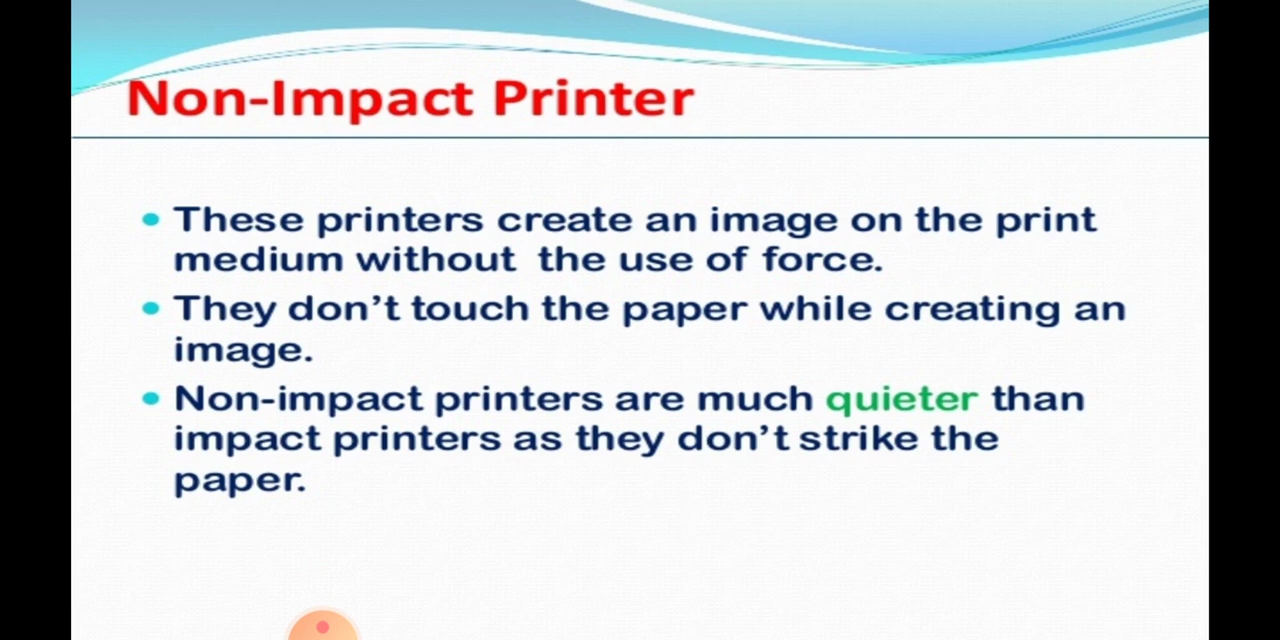 Non-Impact Printer
• These printers create an image on the print
medium without the use of force.
• They don't touch the paper while creating an
image.
• Non-impact printers are much quieter than
impact printers as they don't strike the
paper.